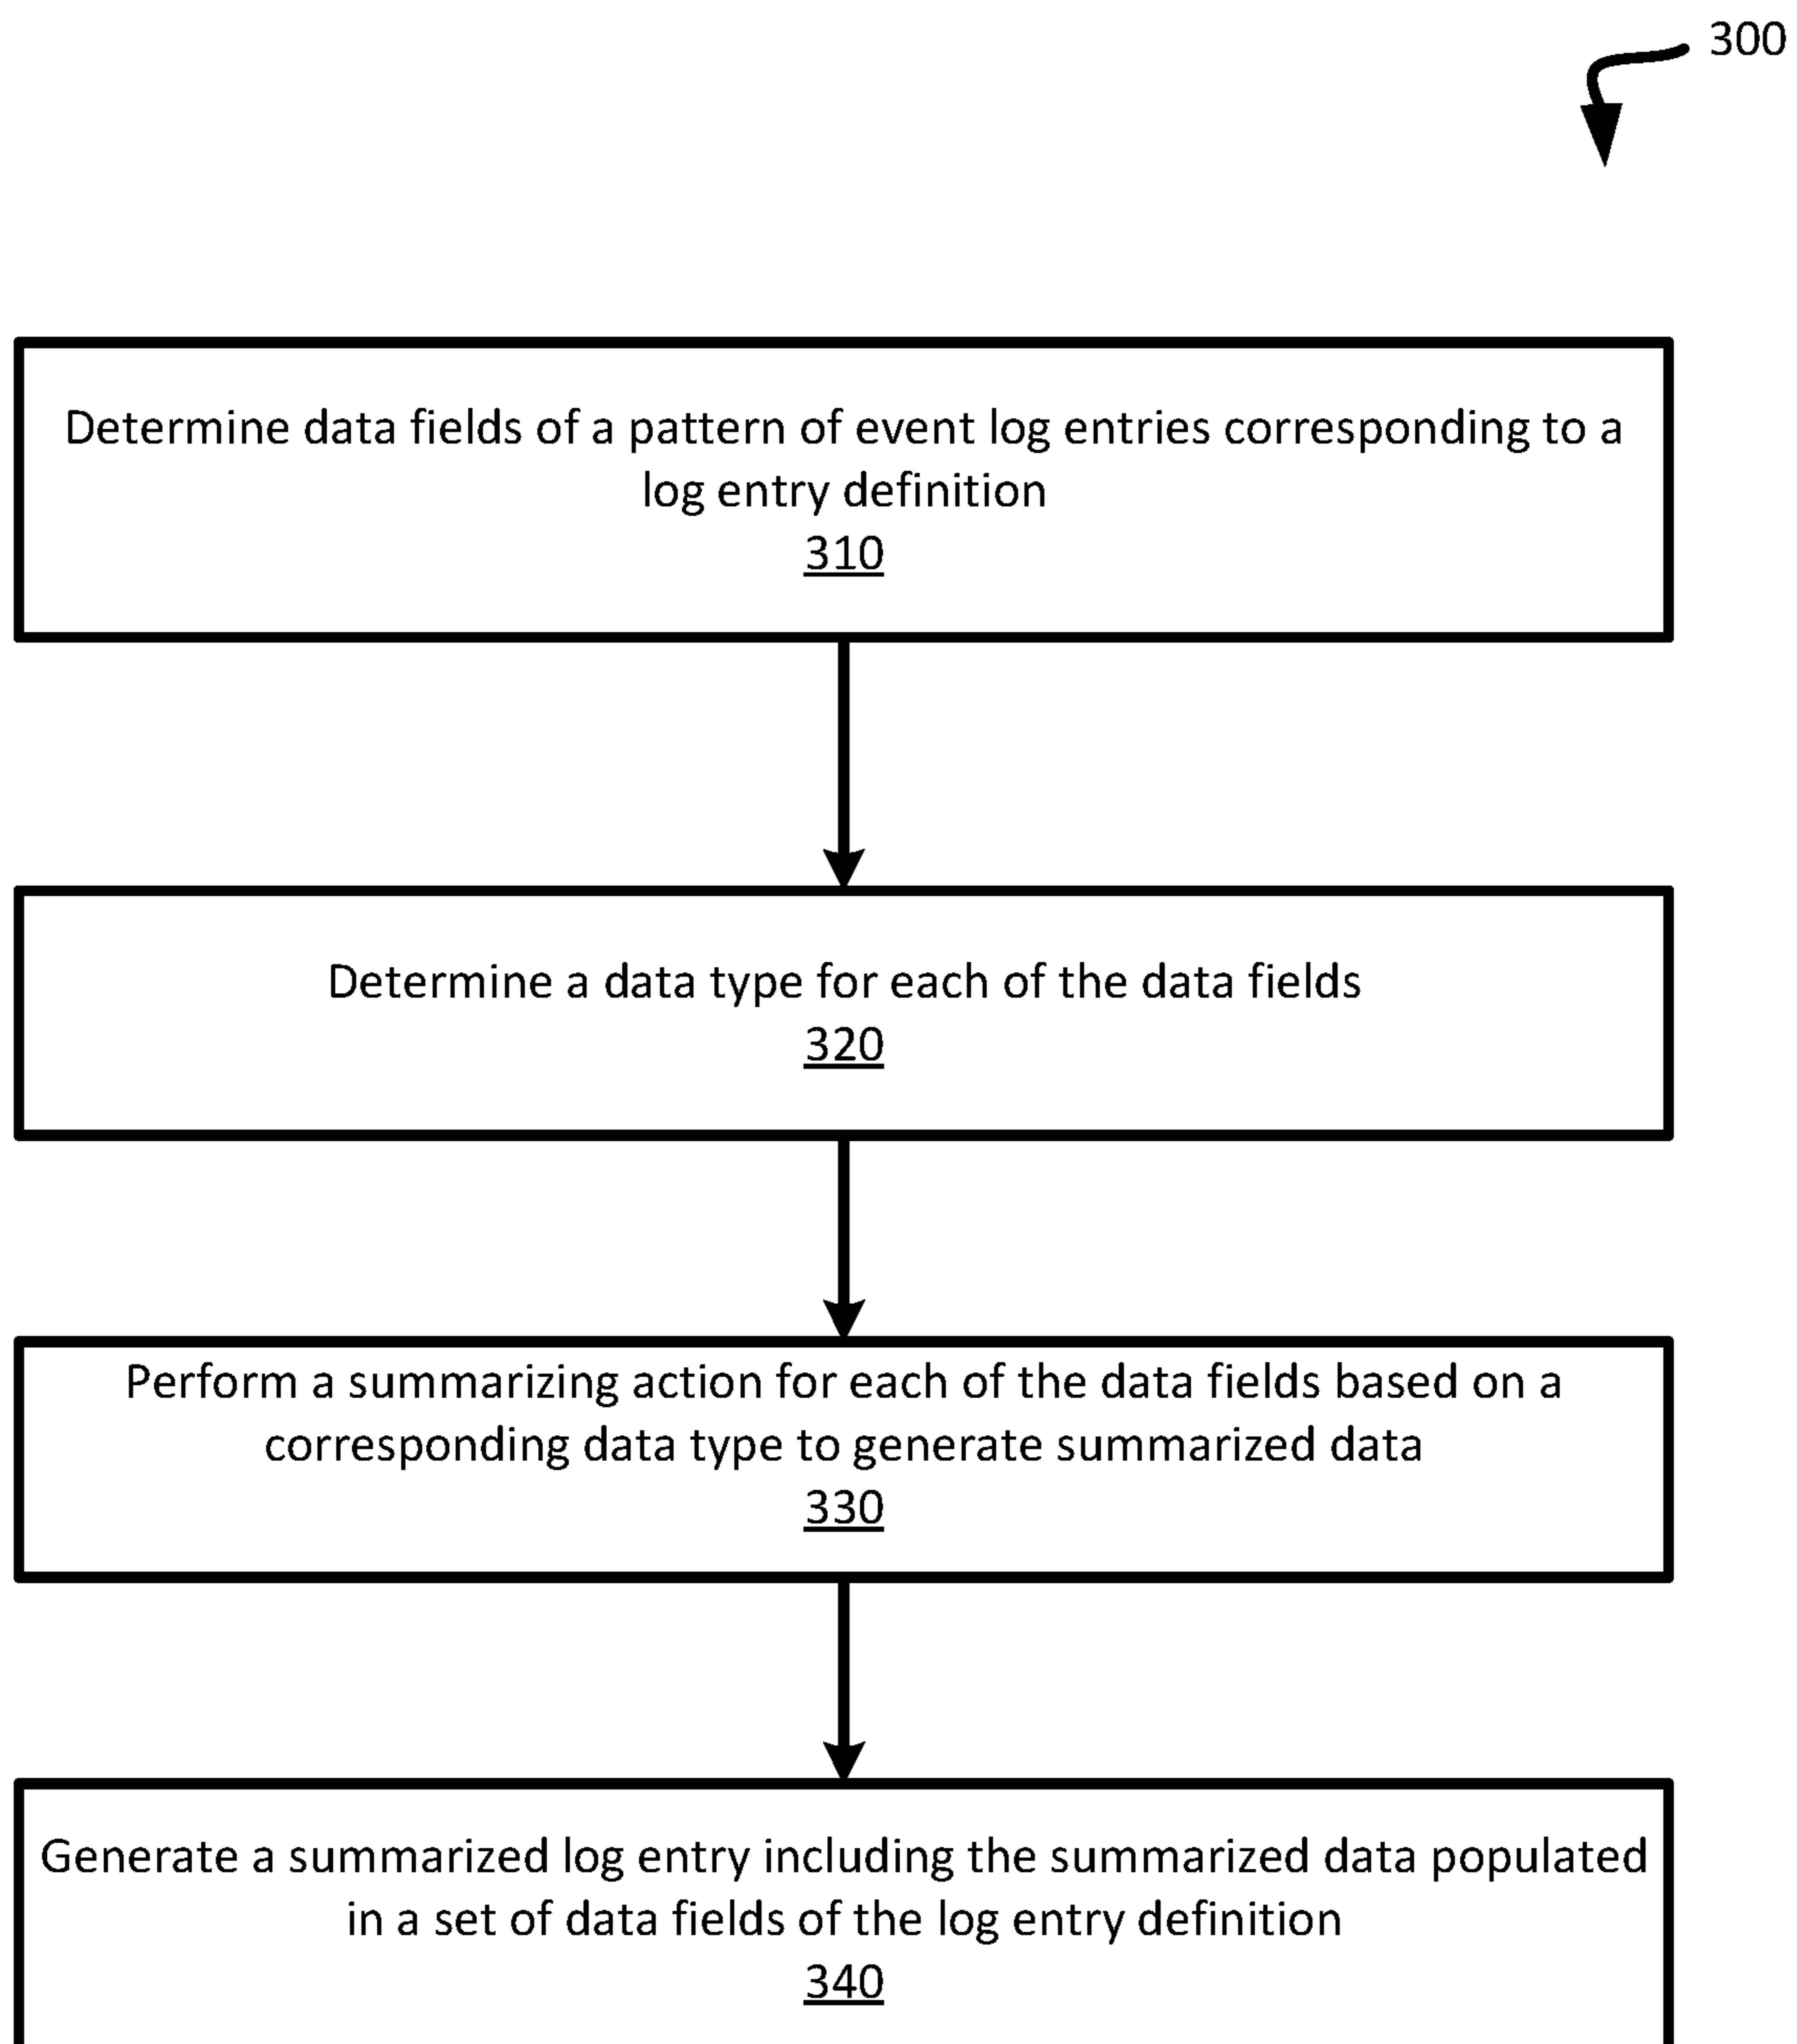 300
Determine data fields of a pattern of event log entries corresponding to a
log entry definition
310
Determine a data type for each of the data fields
320
Perform a summarizing action for each of the data fields based on a
corresponding data type to generate summarized data
330
Generate a summarized log entry including the summarized data populated
in a set of data fields of the log entry definition
340